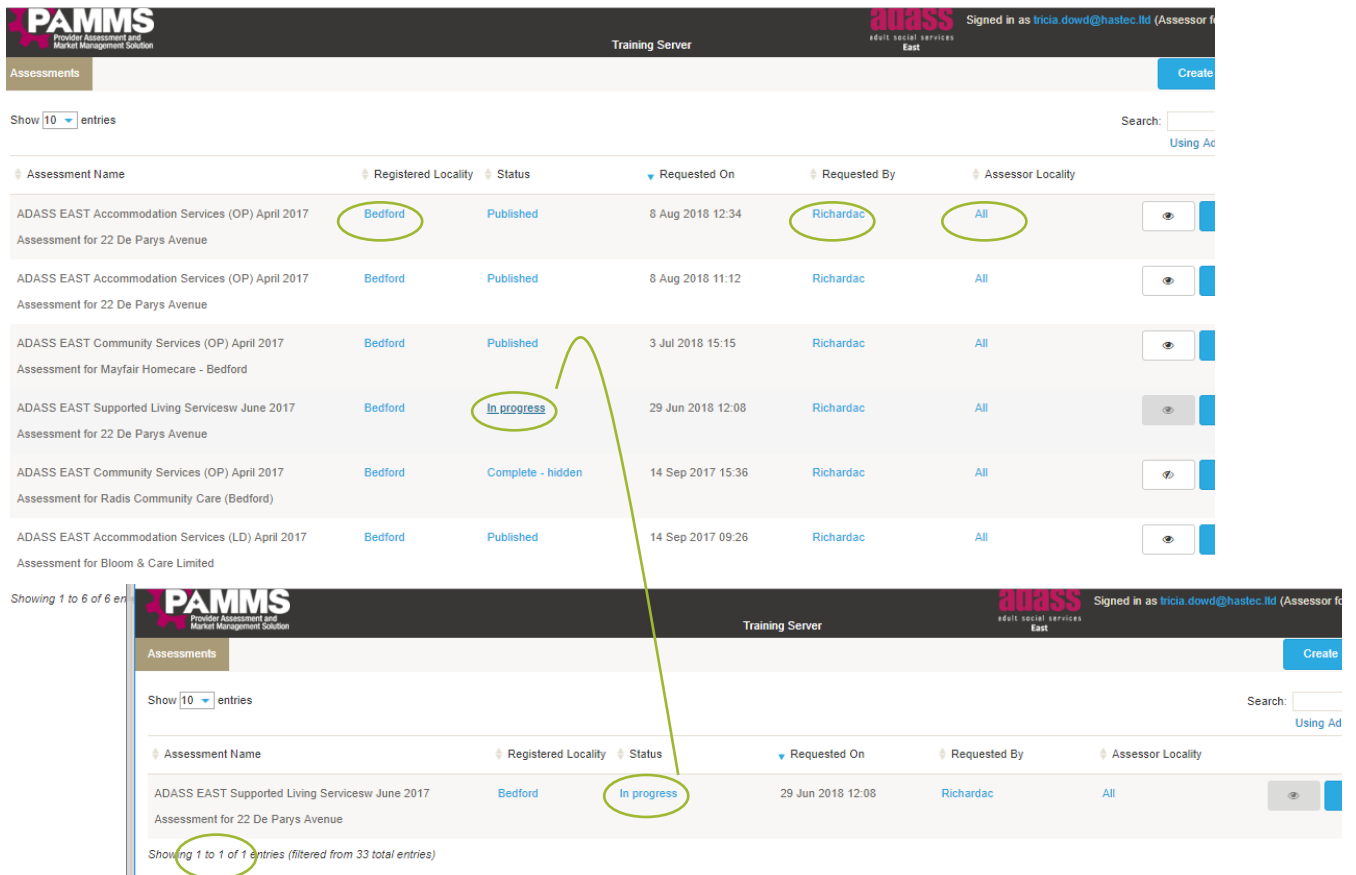 PAMMS
Provider Assessment and
Market Management Solution
Training Server
adass
adult social services
East
Signed in as tricia.dowd@hastec.ltd (Assessor fo
Assessments
Create
Show 10 entries
Search:
Using Ad
Assessment Name Registered Locality Status Requested On Requested By Assessor Locality
ADASS EAST Accommodation Services (OP) April 2017 Bedford Published 8 Aug 2018 12:34 Richardac All
Assessment for 22 De Parys Avenue
ADASS EAST Accommodation Services (OP) April 2017 Bedford Published 8 Aug 2018 11:12 Richardac All
Assessment for 22 De Parys Avenue
ADASS EAST Community Services (OP) April 2017 Bedford Published 3 Jul 2018 15:15 Richardac All
Assessment for Mayfair Homecare - Bedford
ADASS EAST Supported Living Servicesw June 2017 Bedford In progress 29 Jun 2018 12:08 Richardac All
Assessment for 22 De Parys Avenue
ADASS EAST Community Services (OP) April 2017 Bedford Complete - hidden 14 Sep 2017 15:36 Richardac All
Assessment for Radis Community Care (Bedford)
ADASS EAST Accommodation Services (LD) April 2017 Bedford Published 14 Sep 2017 09:26 Richardac All
Assessment for Bloom & Care Limited
Showing 1 to 6 of 6 en
PAMMS
Provider Assessment and
Market Management Solution
Training Server
adass
adult social services
East
Signed in as tricia.dowd@hastec.ltd (Assessor fo
Assessments
Create
Show 10 entries
Search:
Using Ad
Assessment Name Registered Locality Status Requested On Requested By Assessor Locality
ADASS EAST Supported Living Servicesw June 2017 Bedford In progress 29 Jun 2018 12:08 Richardac All
Assessment for 22 De Parys Avenue
Showing 1 to 1 of 1 entries (filtered from 33 total entries)